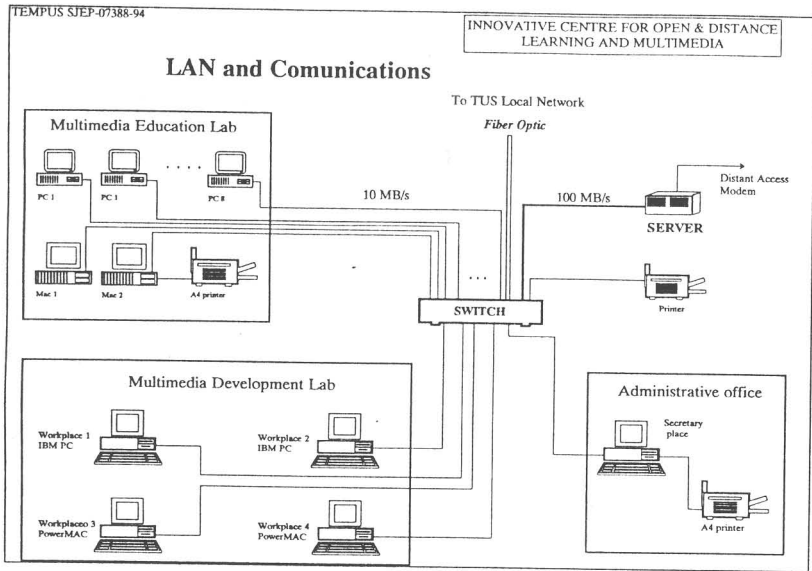 TEMPUS SJEP-07388-94
INNOVATIVE CENTRE FOR OPEN & DISTANCE
LEARNING AND MULTIMEDIA
LAN and Comunications
To TUS Local Network
Fiber Optic
Multimedia Education Lab
PC 1
PC 1
. . . .
PC 8
10 MB/s
100 MB/s
Distant Access
Modem
SERVER
Mac 1
Mac 2
A4 printer
. . .
Printer
SWITCH
Multimedia Development Lab
Administrative office
Workplace 1
IBM PC
Workplace 2
IBM PC
Secretary
place
Workplaceo 3
PowerMAC
Workplace 4
PowerMAC
A4 printer